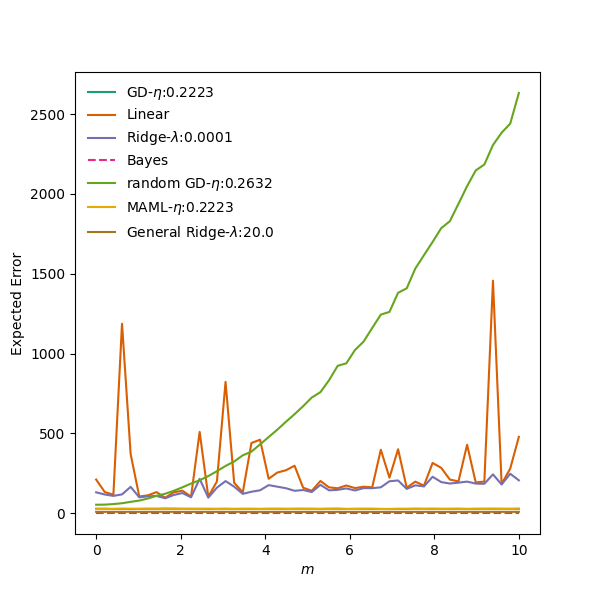 2500
2000
1500
1000
500
0
Expected Error
GD-η:0.2223
Linear
Ridge-λ:0.0001
Bayes
random GD-η:0.2632
MAML-η:0.2223
General Ridge-λ:20.0
0 2 4 6 8 10
m